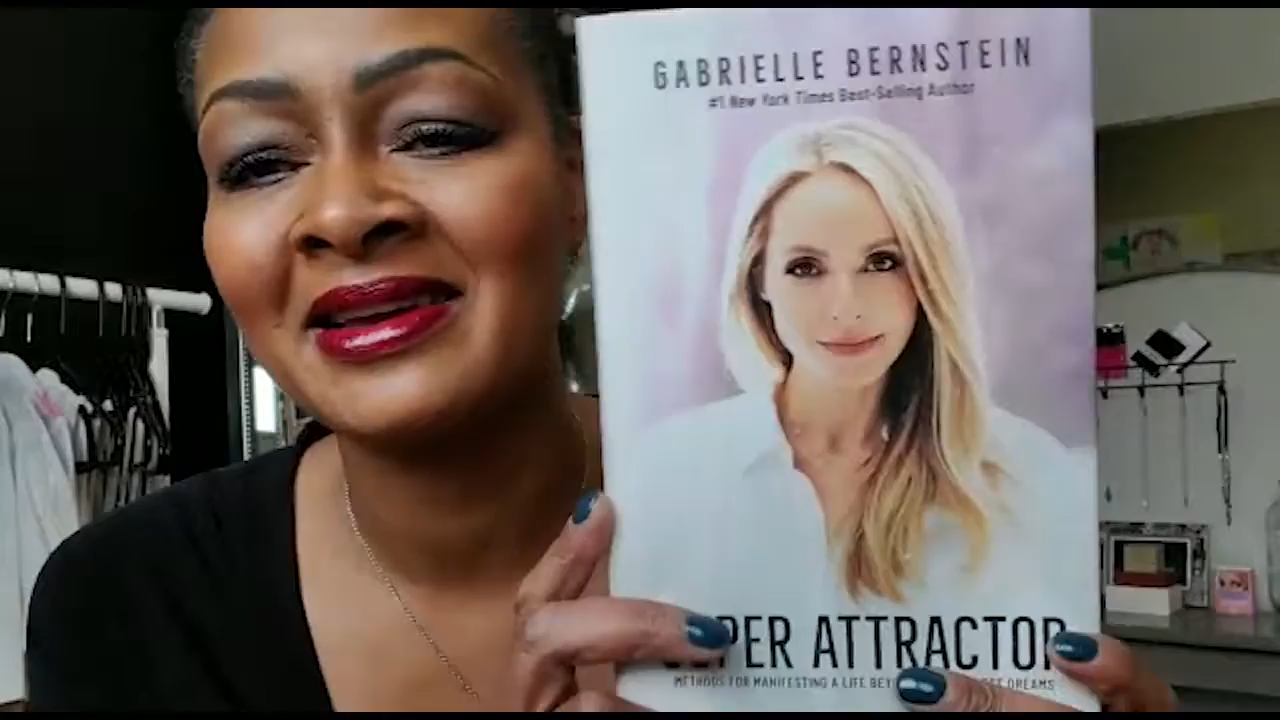 GABRIELLE BERNSTEIN
#1 New York Times Best-Selling Author
PER ATTRACTOR
METHODS FOR MANIFESTING A LIFE BEY DREAMS